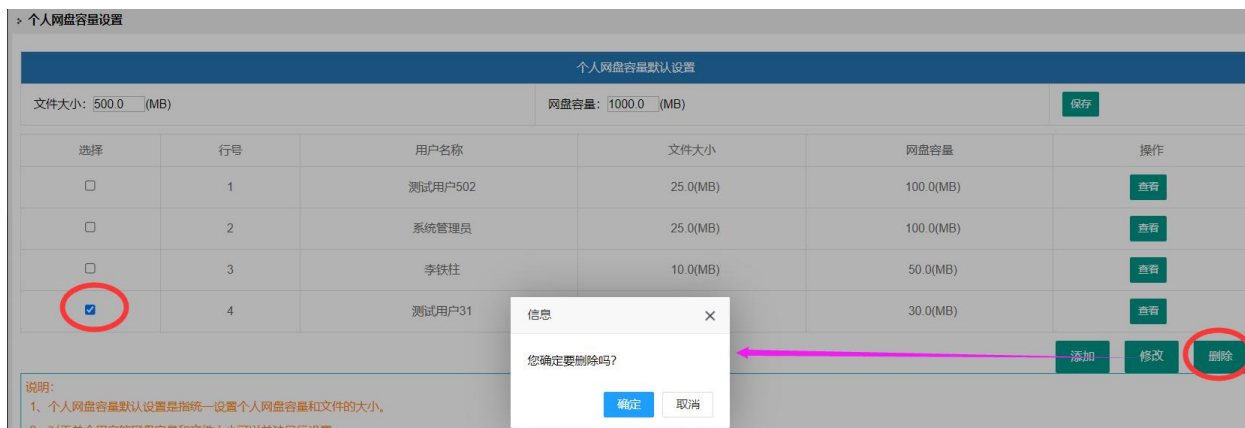 > 个人网盘容量设置
个人网盘容量默认设置
文件大小: 500.0 (MB) 网盘容量: 1000.0 (MB) 保存
选择 行号 用户名称 文件大小 网盘容量 操作
1 测试用户502 25.0(MB) 100.0(MB) 查看
2 系统管理员 25.0(MB) 100.0(MB) 查看
3 李铁柱 10.0(MB) 50.0(MB) 查看
4 测试用户31 30.0(MB) 查看
信息
您确定要删除吗?
确定 取消
添加 修改 删除
说明:
1、个人网盘容量默认设置是指统一设置个人网盘容量和文件的大小。